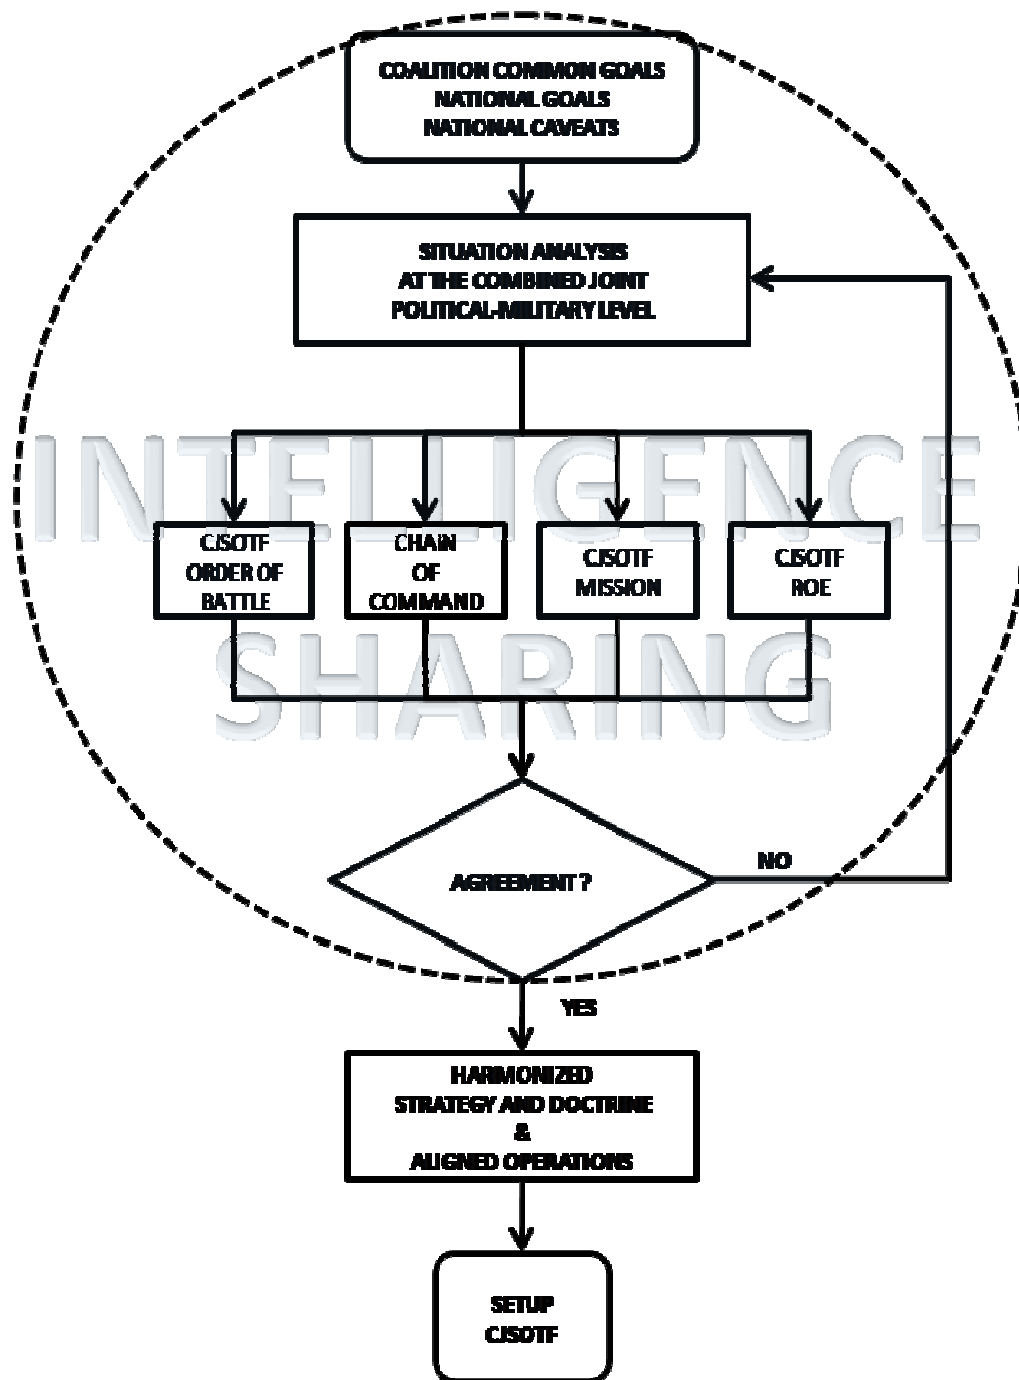 COALITION COMMON GOALS
NATIONAL GOALS
NATIONAL CAVEATS
SITUATION ANALYSIS
AT THE COMBINED JOINT
POLITICAL-MILITARY LEVEL
INTELLIGENCE
CJSOTF
ORDER OF
BATTLE
CHAIN
OF
COMMAND
CJSOTF
MISSION
CJSOTF
ROE
SHARING
AGREEMENT ?
NO
YES
HARMONIZED
STRATEGY AND DOCTRINE
&
ALIGNED OPERATIONS
SETUP
CJSOTF